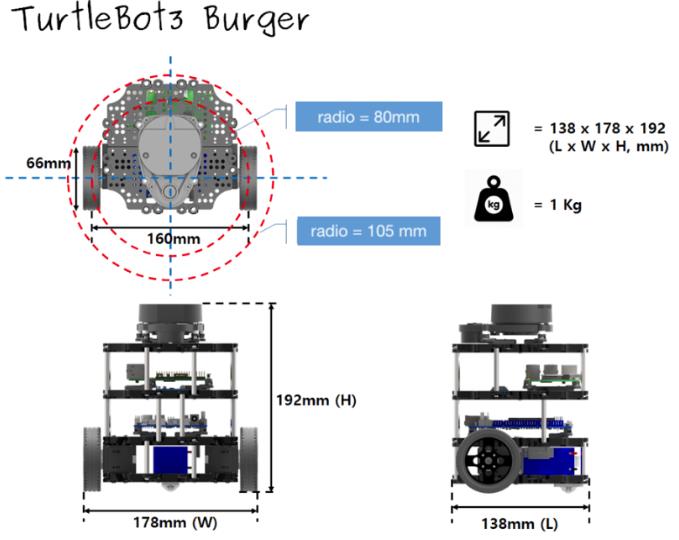 TurtleBot3 Burger
radio = 80mm
= 138 x 178 x 192
(L x W x H, mm)
66mm
kg
= 1 Kg
radio = 105 mm
160mm
192mm (H)
178mm (W)
138mm (L)